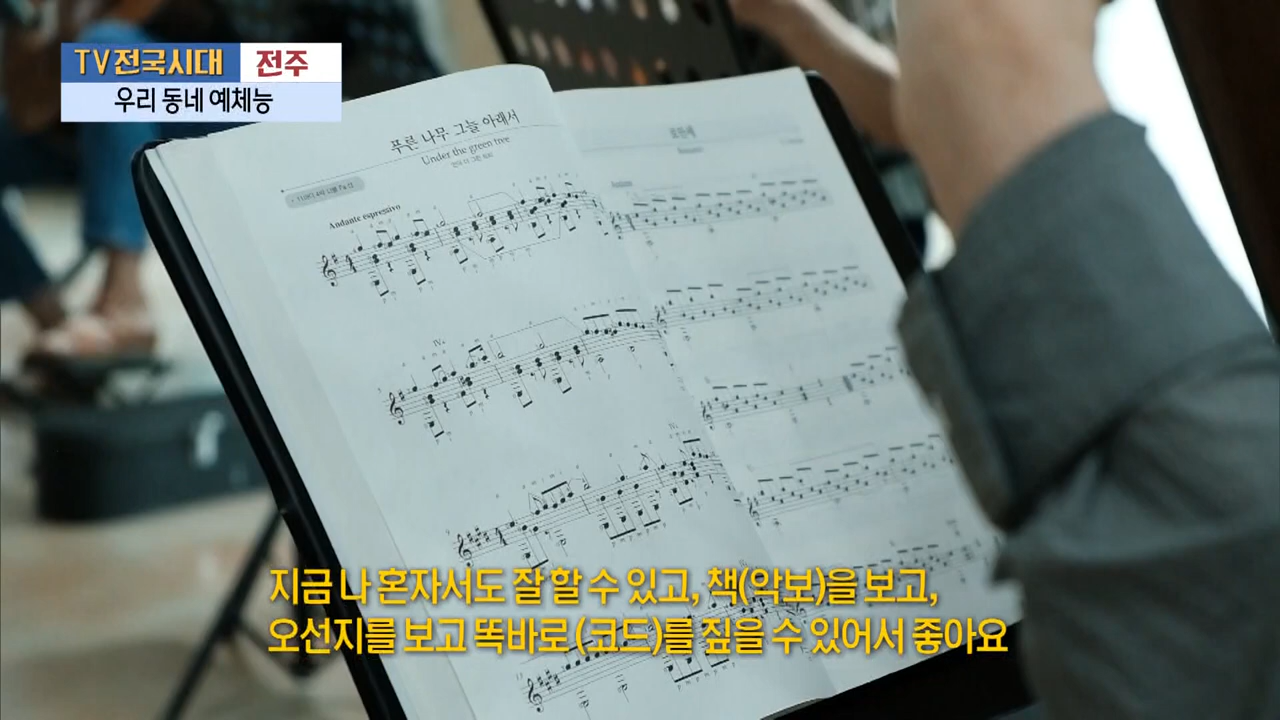 TV전국시대 전주
우리 동네 예체능
푸른 나무 그늘 아래서
Under the green tree
Andante espressivo
지금 나 혼자서도 잘 할 수 있고, 책(악보)을 보고,
오선지를 보고 똑바로 (코드)를 짚을 수 있어서 좋아요